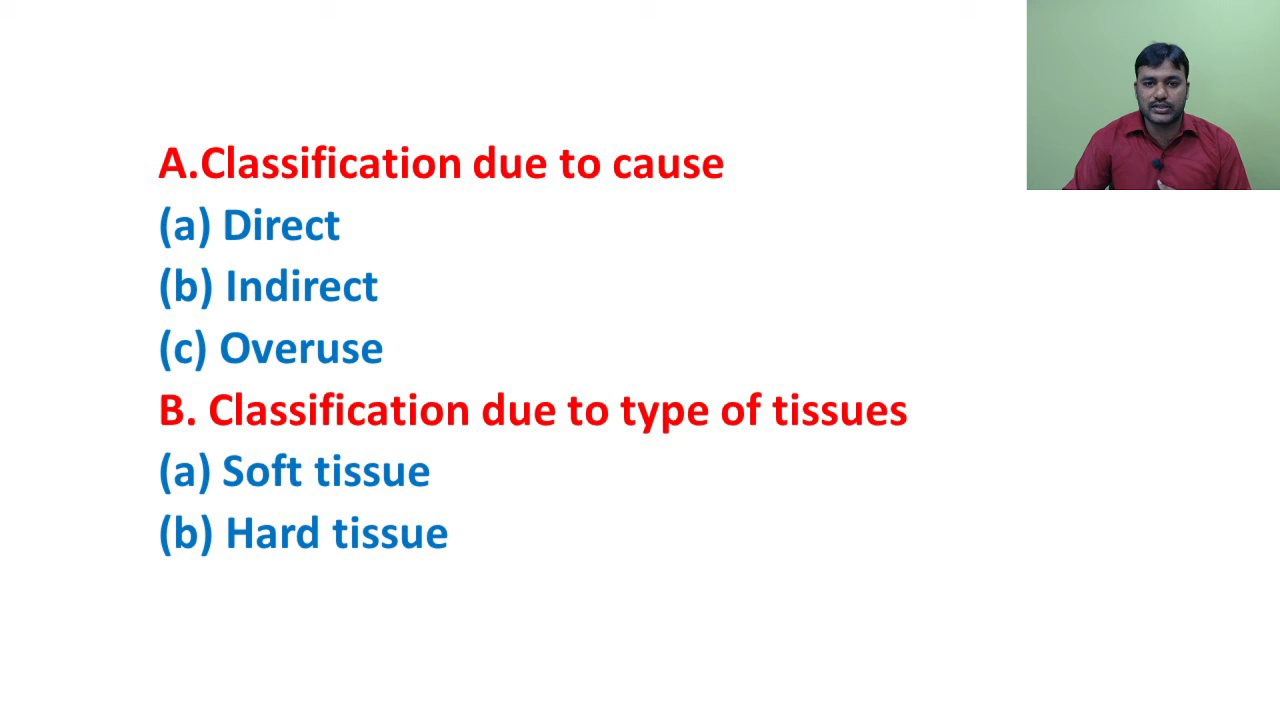 A.Classification due to cause
(a) Direct
(b) Indirect
(c) Overuse
B. Classification due to type of tissues
(a) Soft tissue
(b) Hard tissue